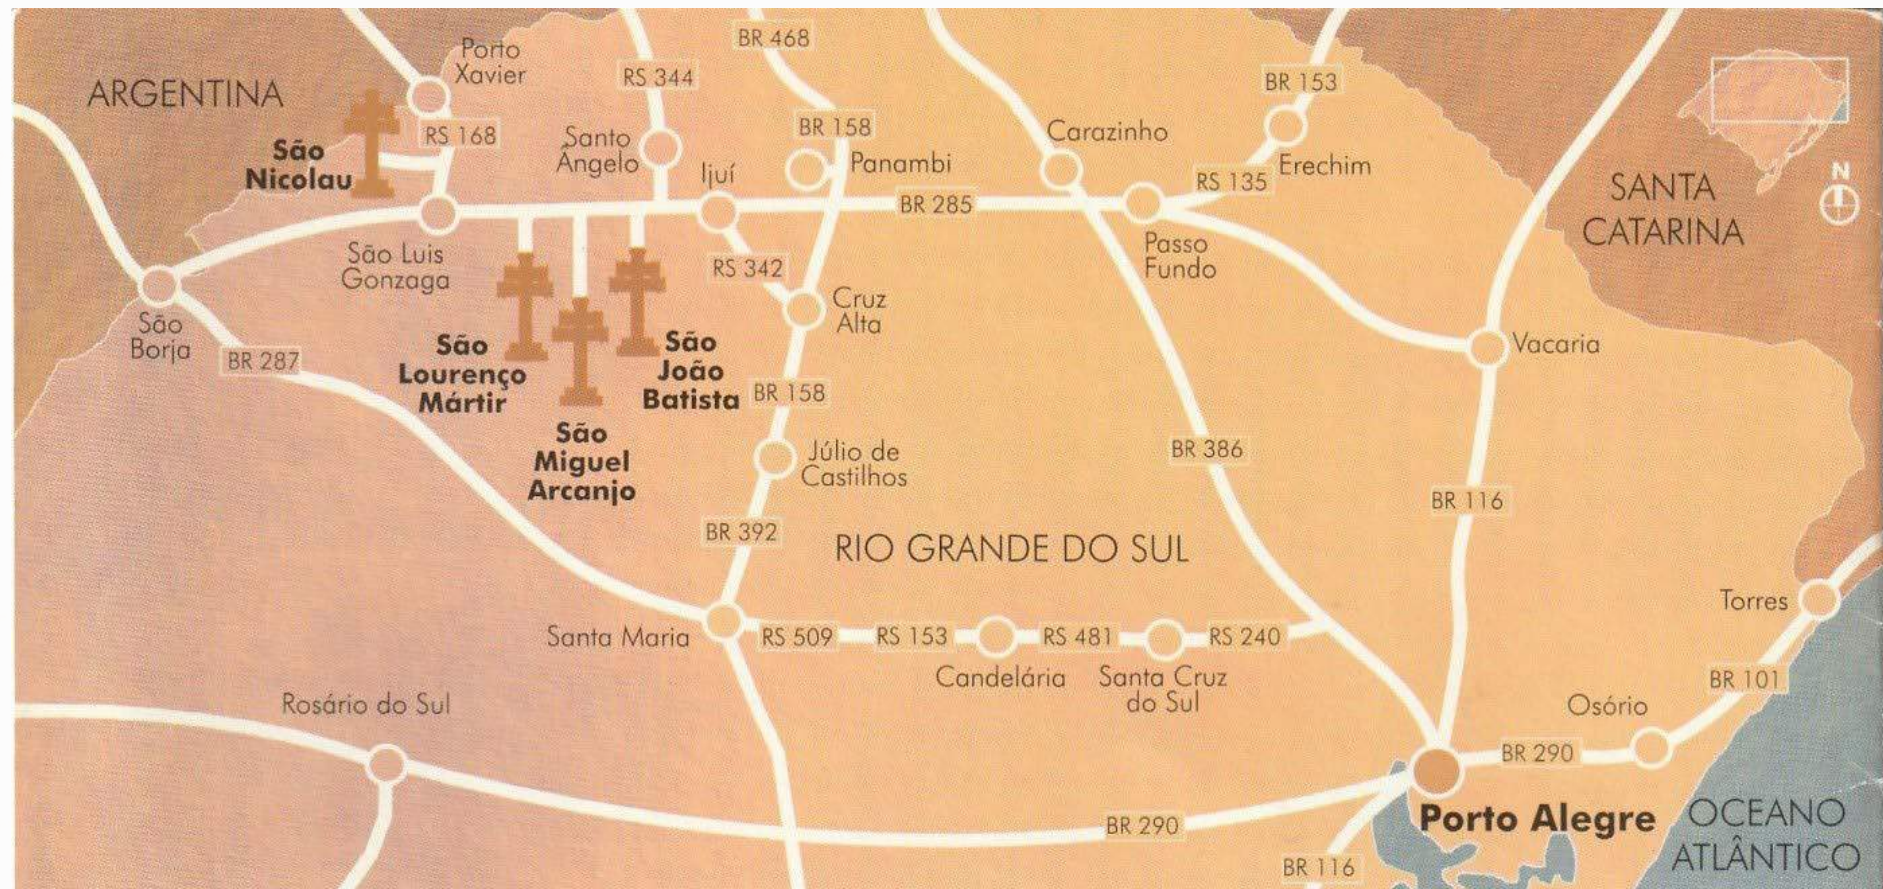 BR 468
Porto
Xavier
RS 344
BR 153
ARGENTINA
RS 168
Santo
Ângelo
BR 158
Carazinho
São
Nicolau
Ijuí
Panambi
Erechim
RS 135
N
SANTA
CATARINA
BR 285
São Luis
Gonzaga
RS 342
Passo
Fundo
São
Borja
Cruz
Alta
BR 287
São
Lourenço
Mártir
São
João
Batista
Vacaria
BR 158
São
Miguel
Arcanjo
Júlio de
Castilhos
BR 386
BR 116
BR 392
RIO GRANDE DO SUL
Torres
Santa Maria
RS 509
RS 153
RS 481
RS 240
Candelária
Santa Cruz
do Sul
BR 101
Rosário do Sul
Osório
BR 290
BR 290
Porto Alegre
OCEANO
ATLÂNTICO
BR 116